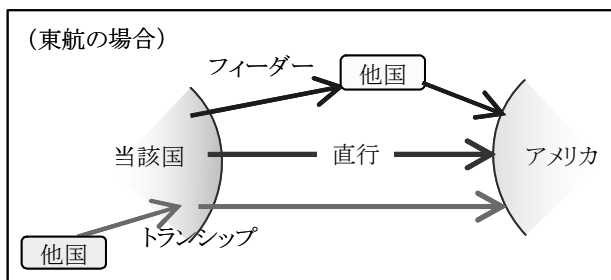 (東航の場合)
フィーダー
他国
当該国
直行
アメリカ
トランシップ
他国